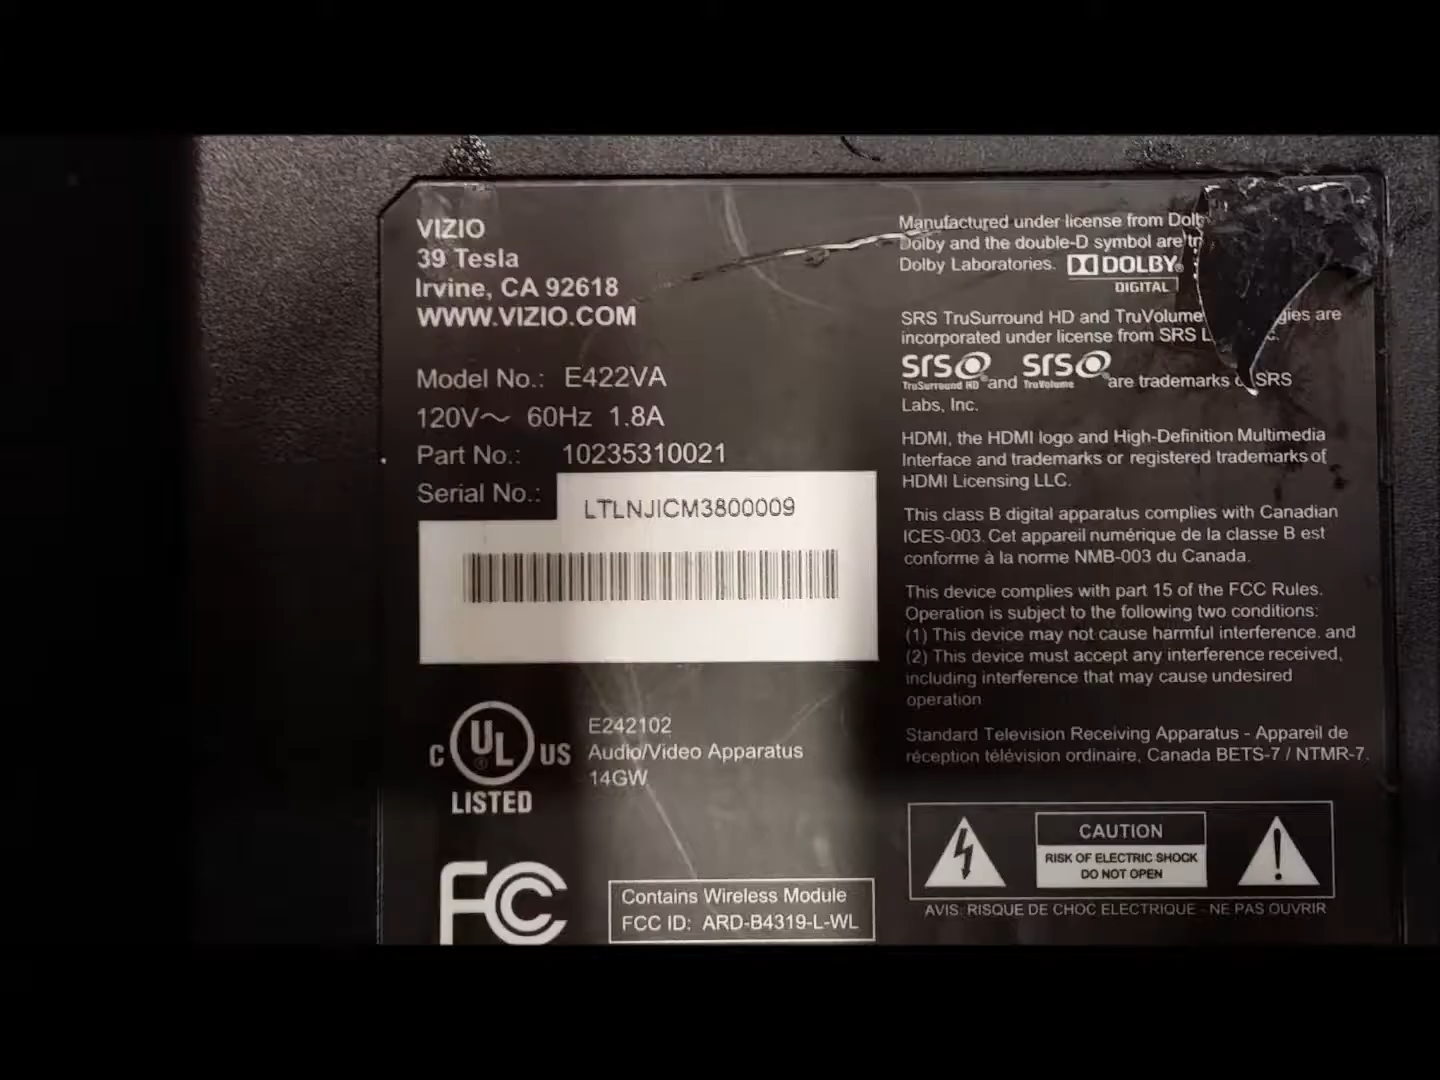 VIZIO
39 Tesla
Irvine, CA 92618
WWW.VIZIO.COM
Model No.: E422VA
120V～ 60Hz 1.8A
Part No.: 10235310021
Serial No.: LTLNJICM3800009
C UL® US
LISTED
E242102
Audio/Video Apparatus
14GW
FC
Contains Wireless Module
FCC ID: ARD-B4319-L-WL
Manufactured under license from
Dolby and the double-D symbol are
Dolby Laboratories. DOLBY®
DIGITAL
SRS TruSurround HD and TruVolume
incorporated under license from SRS
SRS SRS
TruSurround HD® and TruVolume® are trademarks SRS
Labs, Inc.
HDMI, the HDMI logo and High-Definition Multimedia
Interface and trademarks or registered trademarks of
HDMI Licensing LLC.
This class B digital apparatus complies with Canadian
ICES-003. Cet appareil numérique de la classe B est
conforme à la norme NMB-003 du Canada.
This device complies with part 15 of the FCC Rules.
Operation is subject to the following two conditions:
(1) This device may not cause harmful interference. and
(2) This device must accept any interference received,
including interference that may cause undesired
operation
Standard Television Receiving Apparatus - Appareil de
réception télévision ordinaire, Canada BETS-7 / NTMR-7.
CAUTION
RISK OF ELECTRIC SHOCK
DO NOT OPEN
AVIS: RISQUE DE CHOC ELECTRIQUE - NE PAS OUVRIR